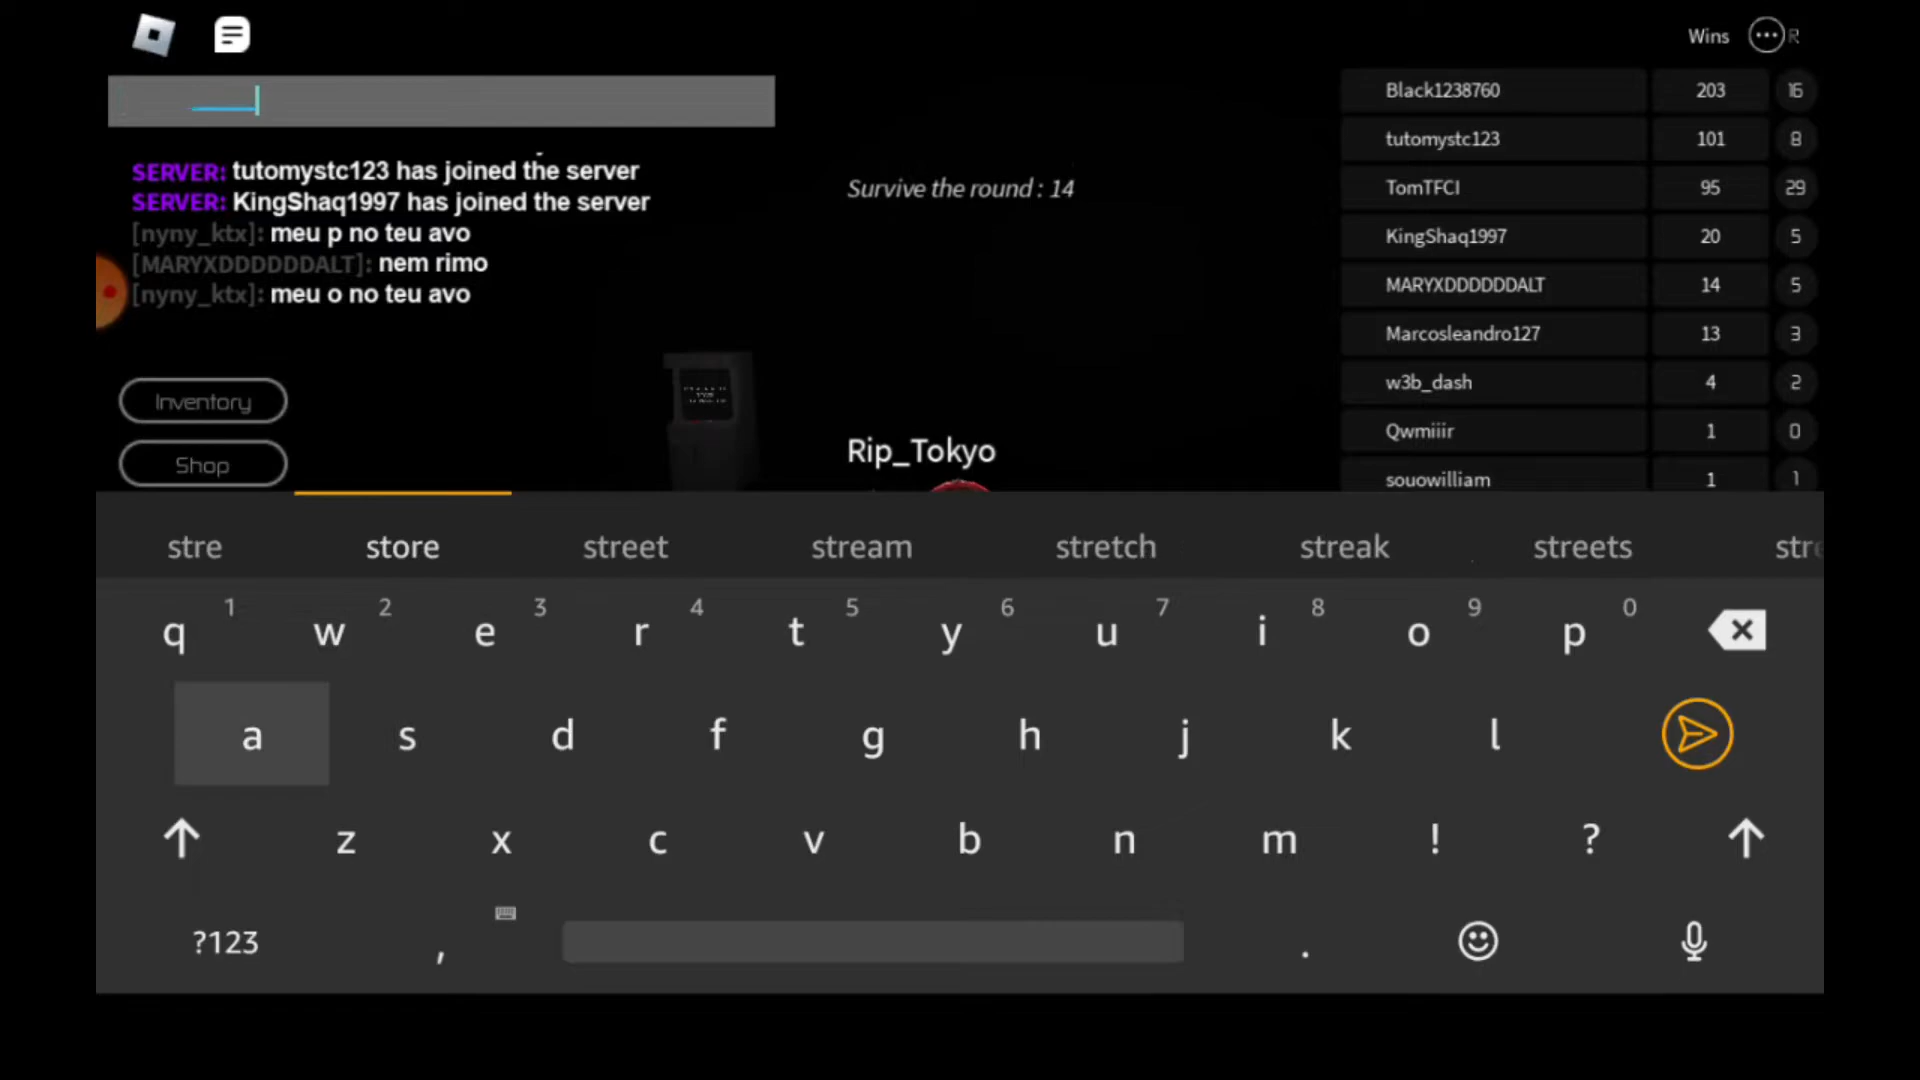 Wins
R
SERVER: tutomystc123 has joined the server
SERVER: KingShaq1997 has joined the server
[nyny_ktx]: meu p no teu avo
[MARYXDDDDDDALT]: nem rimo
[nyny_ktx]: meu o no teu avo
Survive the round : 14
Black1238760 203 16
tutomystc123 101 8
TomTFCI 95 29
KingShaq1997 20 5
MARYXDDDDDDALT 14 5
Marcosleandro127 13 3
w3b_dash 4 2
Qwmiiir 1 0
souowilliam 1 1
Inventory
Shop
Rip_Tokyo
stre store street stream stretch streak streets
1 2 3 4 5 6 7 8 9 0
q w e r t y u i o p
a s d f g h j k l
z x c v b n m ! ?
?123 , .